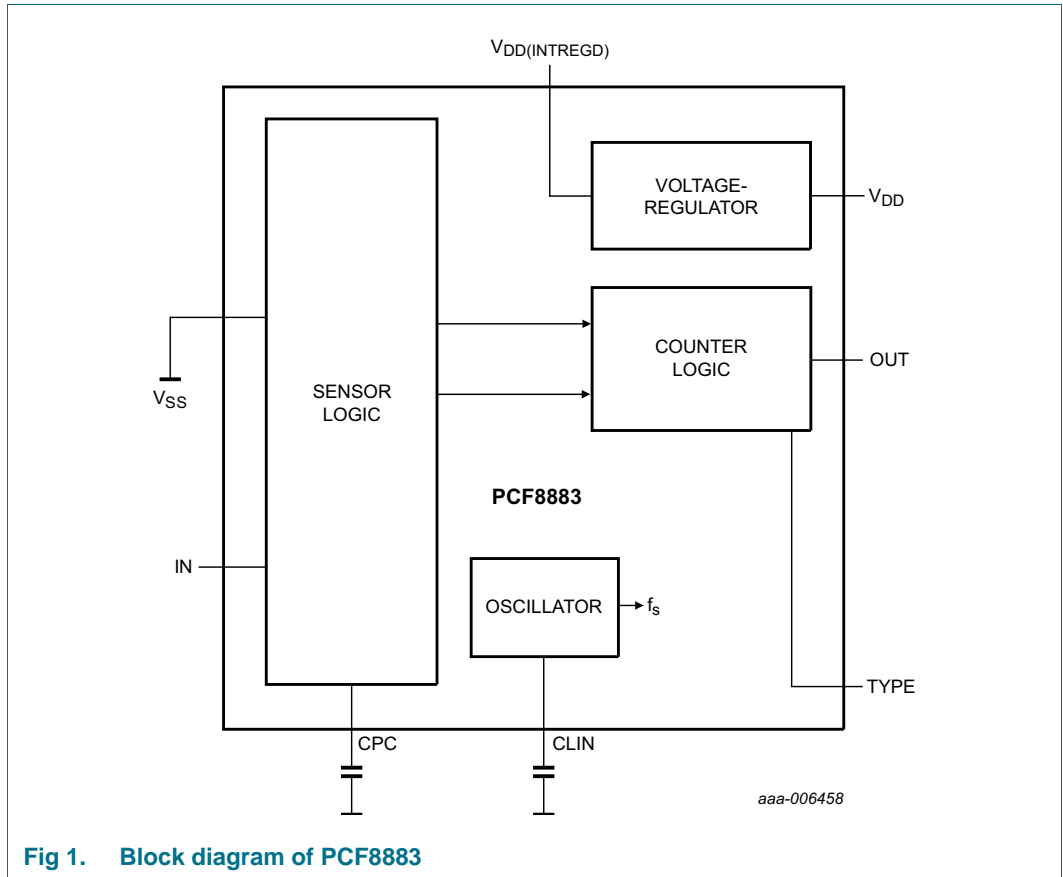 VDD(INTREGD)
VOLTAGE-
REGULATOR
VDD
COUNTER
LOGIC
OUT
SENSOR
LOGIC
VSS
PCF8883
IN
OSCILLATOR
fs
TYPE
CPC
CLIN
aaa-006458
Fig 1. Block diagram of PCF8883